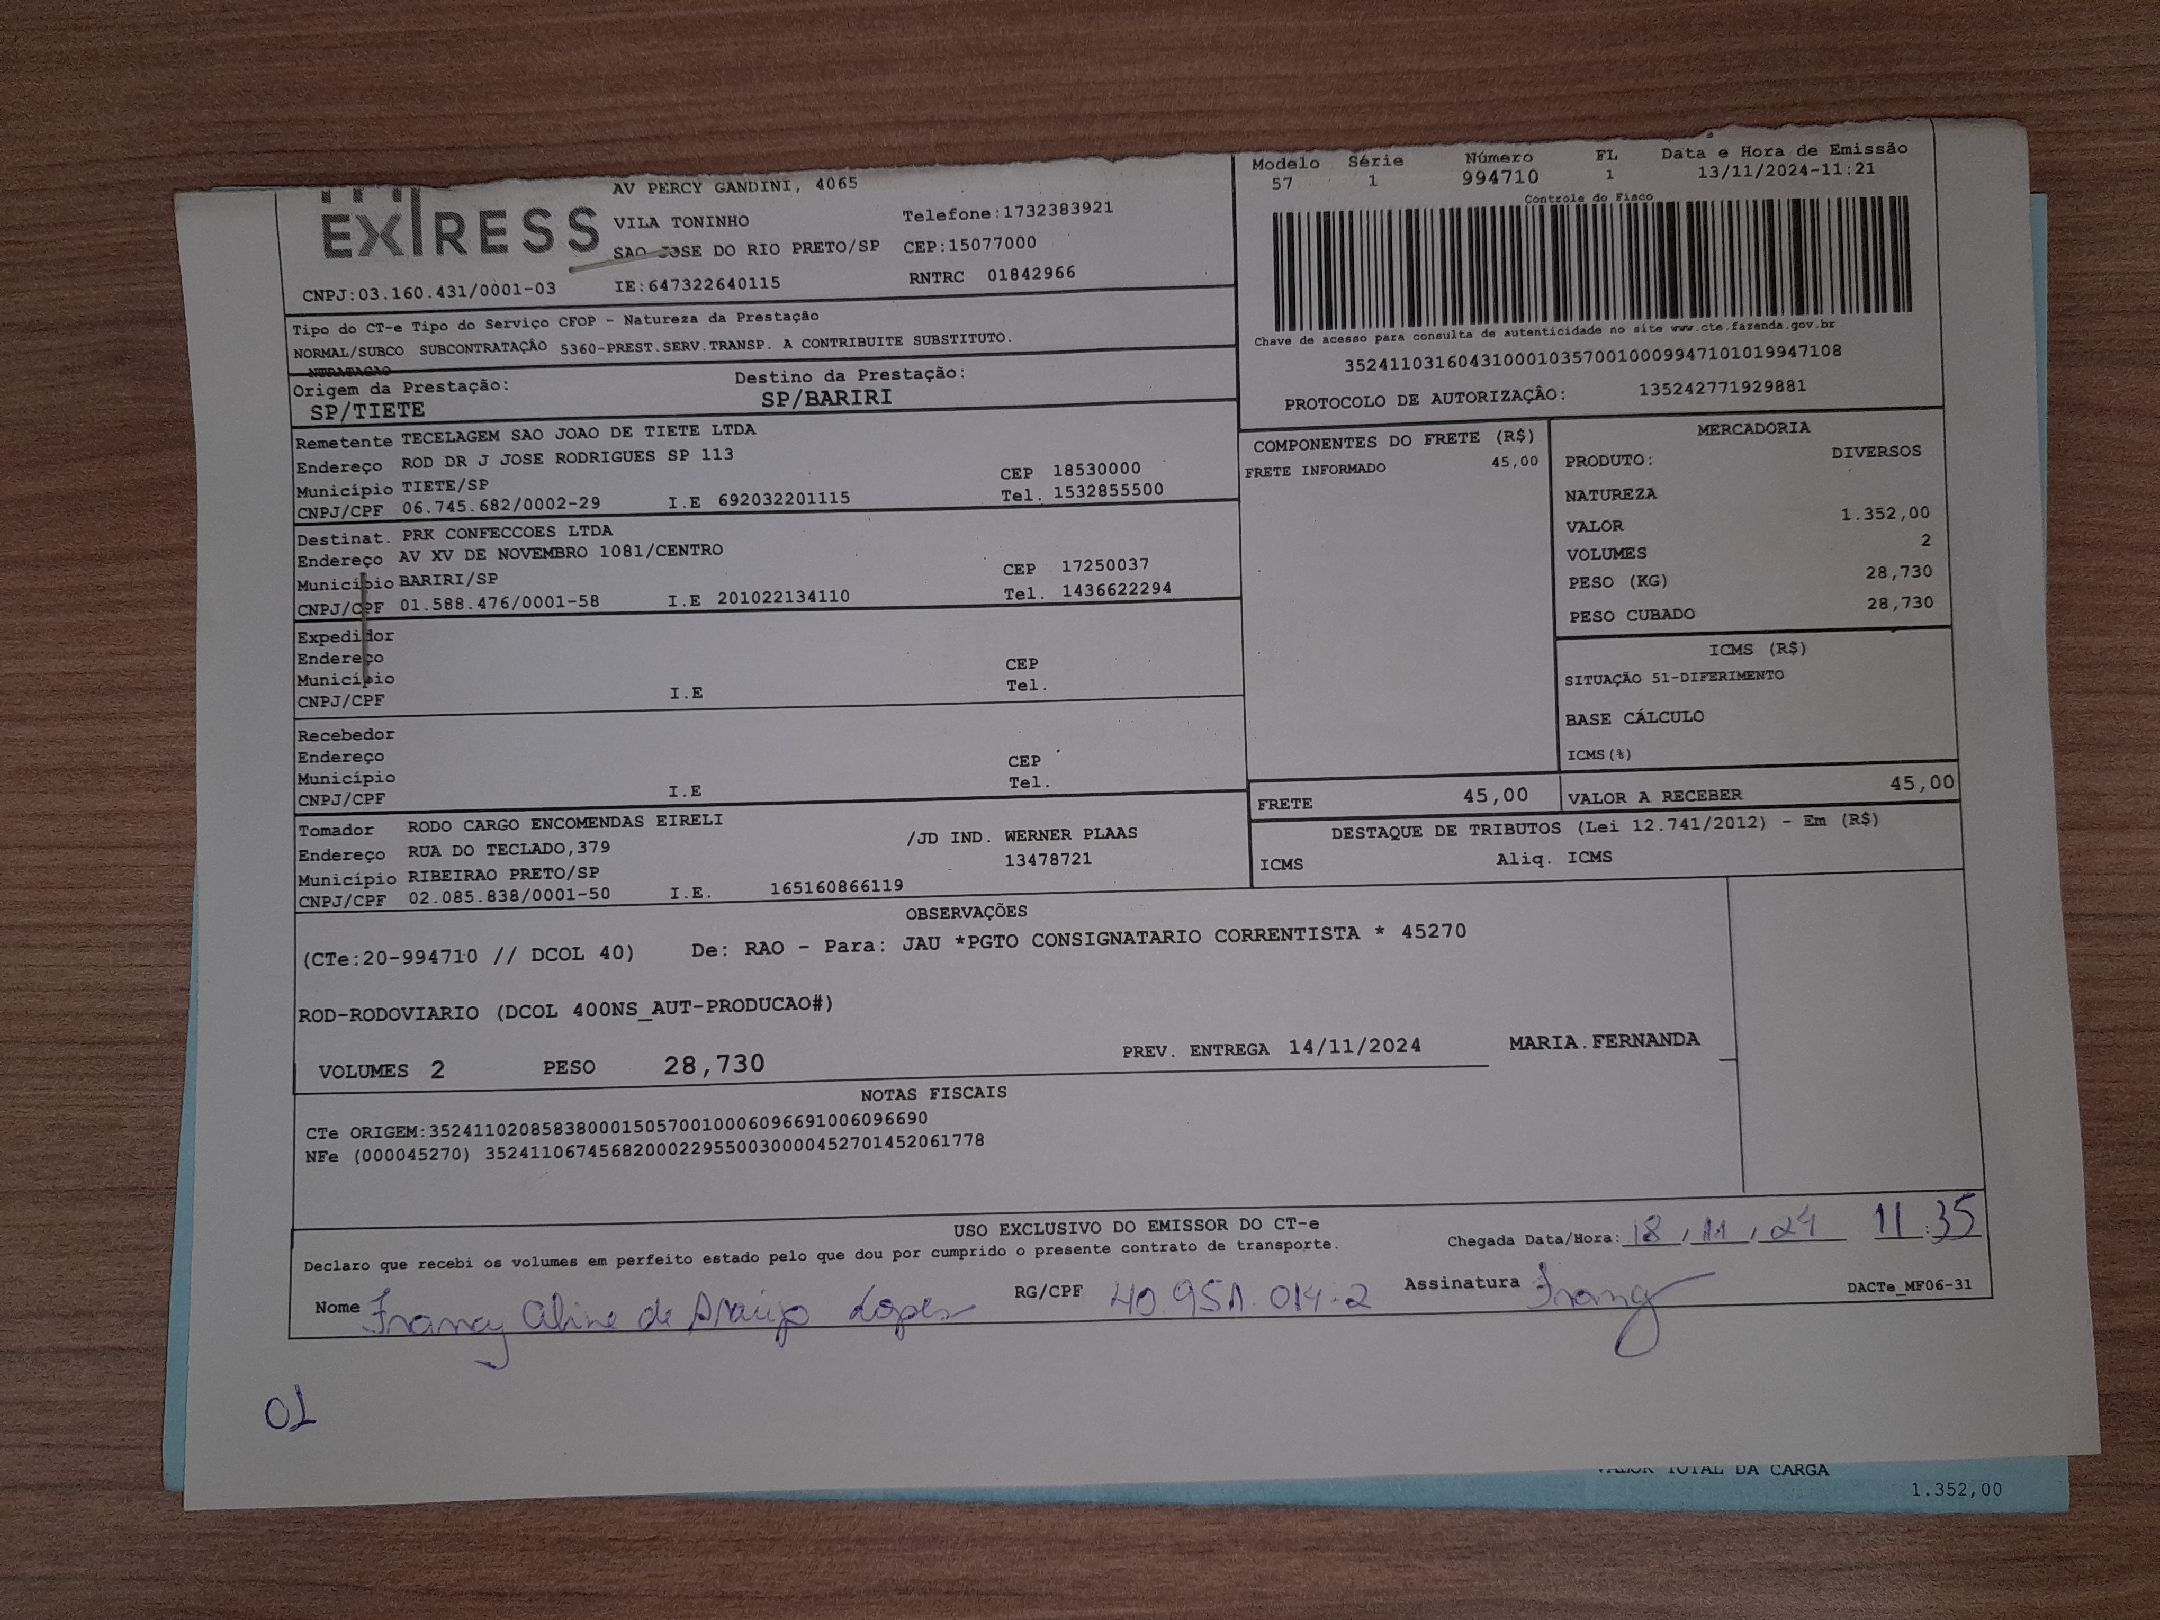 EXPRESS
AV PERCY GANDINI, 4065
VILA TONINHO
Telefone:1732383921
SAO JOSE DO RIO PRETO/SP CEP:15077000
CNPJ:03.160.431/0001-03 IE:647322640115 RNTRC 01842966
Modelo Série Número FL Data e Hora de Emissão
57 1 994710 1 13/11/2024-11:21
Controle do Fisco
Chave de acesso para consulta de autenticidade no site www.cte.fazenda.gov.br
35241103160431000103570010009947101019947108
PROTOCOLO DE AUTORIZAÇÃO: 135242771929881
Tipo do CT-e Tipo do Serviço CFOP - Natureza da Prestação
NORMAL/SUBCO SUBCONTRATAÇÃO 5360-PREST.SERV.TRANSP. A CONTRIBUITE SUBSTITUTO.
NTRATACAO
Origem da Prestação: Destino da Prestação:
SP/TIETE SP/BARIRI
Remetente TECELAGEM SAO JOAO DE TIETE LTDA
Endereço ROD DR J JOSE RODRIGUES SP 113
CEP 18530000
Município TIETE/SP
Tel. 1532855500
CNPJ/CPF 06.745.682/0002-29 I.E 692032201115
Destinat. PRK CONFECCOES LTDA
Endereço AV XV DE NOVEMBRO 1081/CENTRO
CEP 17250037
Município BARIRI/SP
Tel. 1436622294
CNPJ/CPF 01.588.476/0001-58 I.E 201022134110
Expedidor
Endereço
CEP
Município
Tel.
CNPJ/CPF I.E
Recebedor
Endereço
CEP
Município
Tel.
CNPJ/CPF I.E
Tomador RODO CARGO ENCOMENDAS EIRELI
/JD IND. WERNER PLAAS
Endereço RUA DO TECLADO,379
13478721
Município RIBEIRAO PRETO/SP
CNPJ/CPF 02.085.838/0001-50 I.E. 165160866119
COMPONENTES DO FRETE (R$)
FRETE INFORMADO 45,00
MERCADORIA
PRODUTO: DIVERSOS
NATUREZA
VALOR 1.352,00
VOLUMES 2
PESO (KG) 28,730
PESO CUBADO 28,730
ICMS (R$)
SITUAÇÃO 51-DIFERIMENTO
BASE CÁLCULO
ICMS(%)
FRETE 45,00 VALOR A RECEBER 45,00
DESTAQUE DE TRIBUTOS (Lei 12.741/2012) - Em (R$)
ICMS Aliq. ICMS
OBSERVAÇÕES
(CTe:20-994710 // DCOL 40) De: RAO - Para: JAU *PGTO CONSIGNATARIO CORRENTISTA * 45270
ROD-RODOVIARIO (DCOL 400NS_AUT-PRODUCAO#)
VOLUMES 2 PESO 28,730 PREV. ENTREGA 14/11/2024 MARIA.FERNANDA
NOTAS FISCAIS
CTe ORIGEM:35241102085838000150570010006096691006096690
NFe (000045270) 35241106745682000229550030000452701452061778
USO EXCLUSIVO DO EMISSOR DO CT-e
Declaro que recebi os volumes em perfeito estado pelo que dou por cumprido o presente contrato de transporte.
Chegada Data/Hora: 18/11/24 11:35
Nome Francy Aline de Araujo Lopes RG/CPF 40.951.014-2 Assinatura Francy
DACTe_MF06-31
VALOR TOTAL DA CARGA
1.352,00